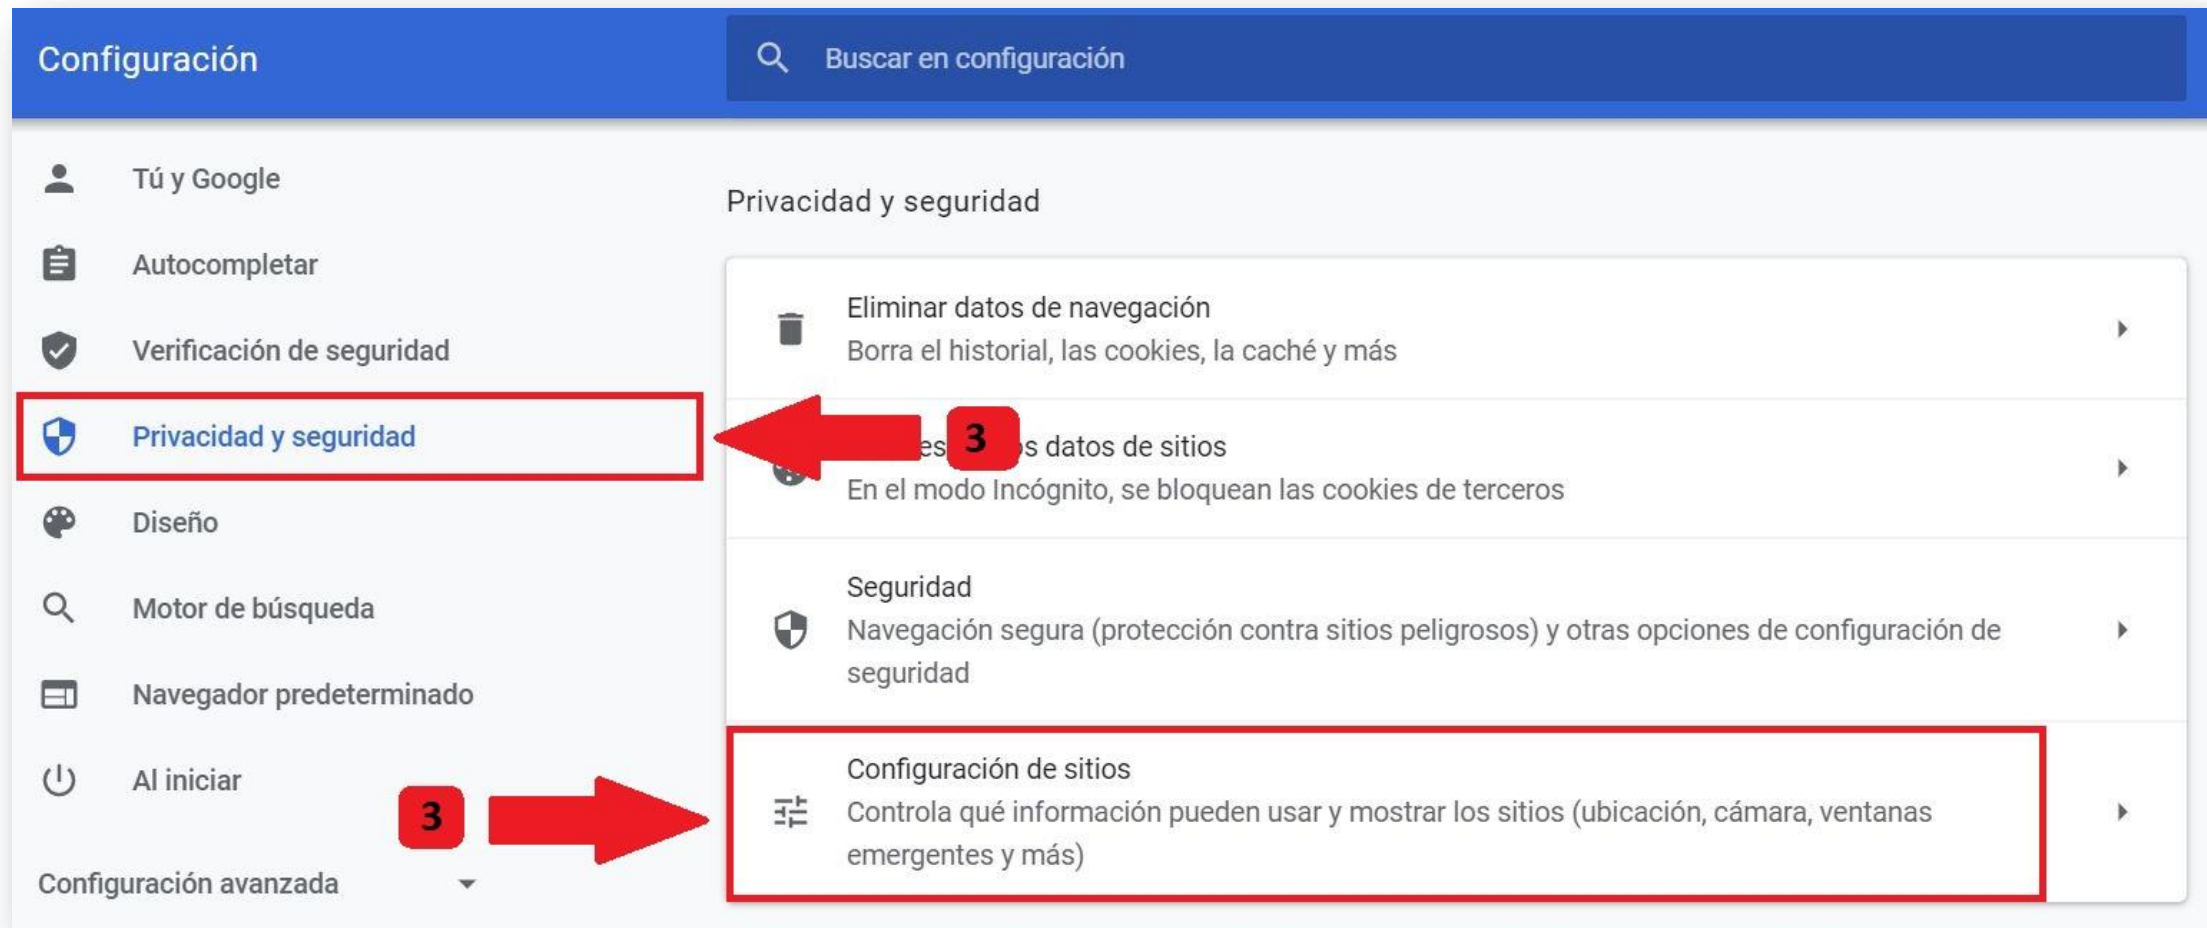 Configuración
Buscar en configuración
Tú y Google
Autocompletar
Verificación de seguridad
Privacidad y seguridad
Diseño
Motor de búsqueda
Navegador predeterminado
Al iniciar
3
Configuración avanzada
Privacidad y seguridad
Eliminar datos de navegación
Borra el historial, las cookies, la caché y más
3
datos de sitios
En el modo Incógnito, se bloquean las cookies de terceros
Seguridad
Navegación segura (protección contra sitios peligrosos) y otras opciones de configuración de
seguridad
Configuración de sitios
Controla qué información pueden usar y mostrar los sitios (ubicación, cámara, ventanas
emergentes y más)